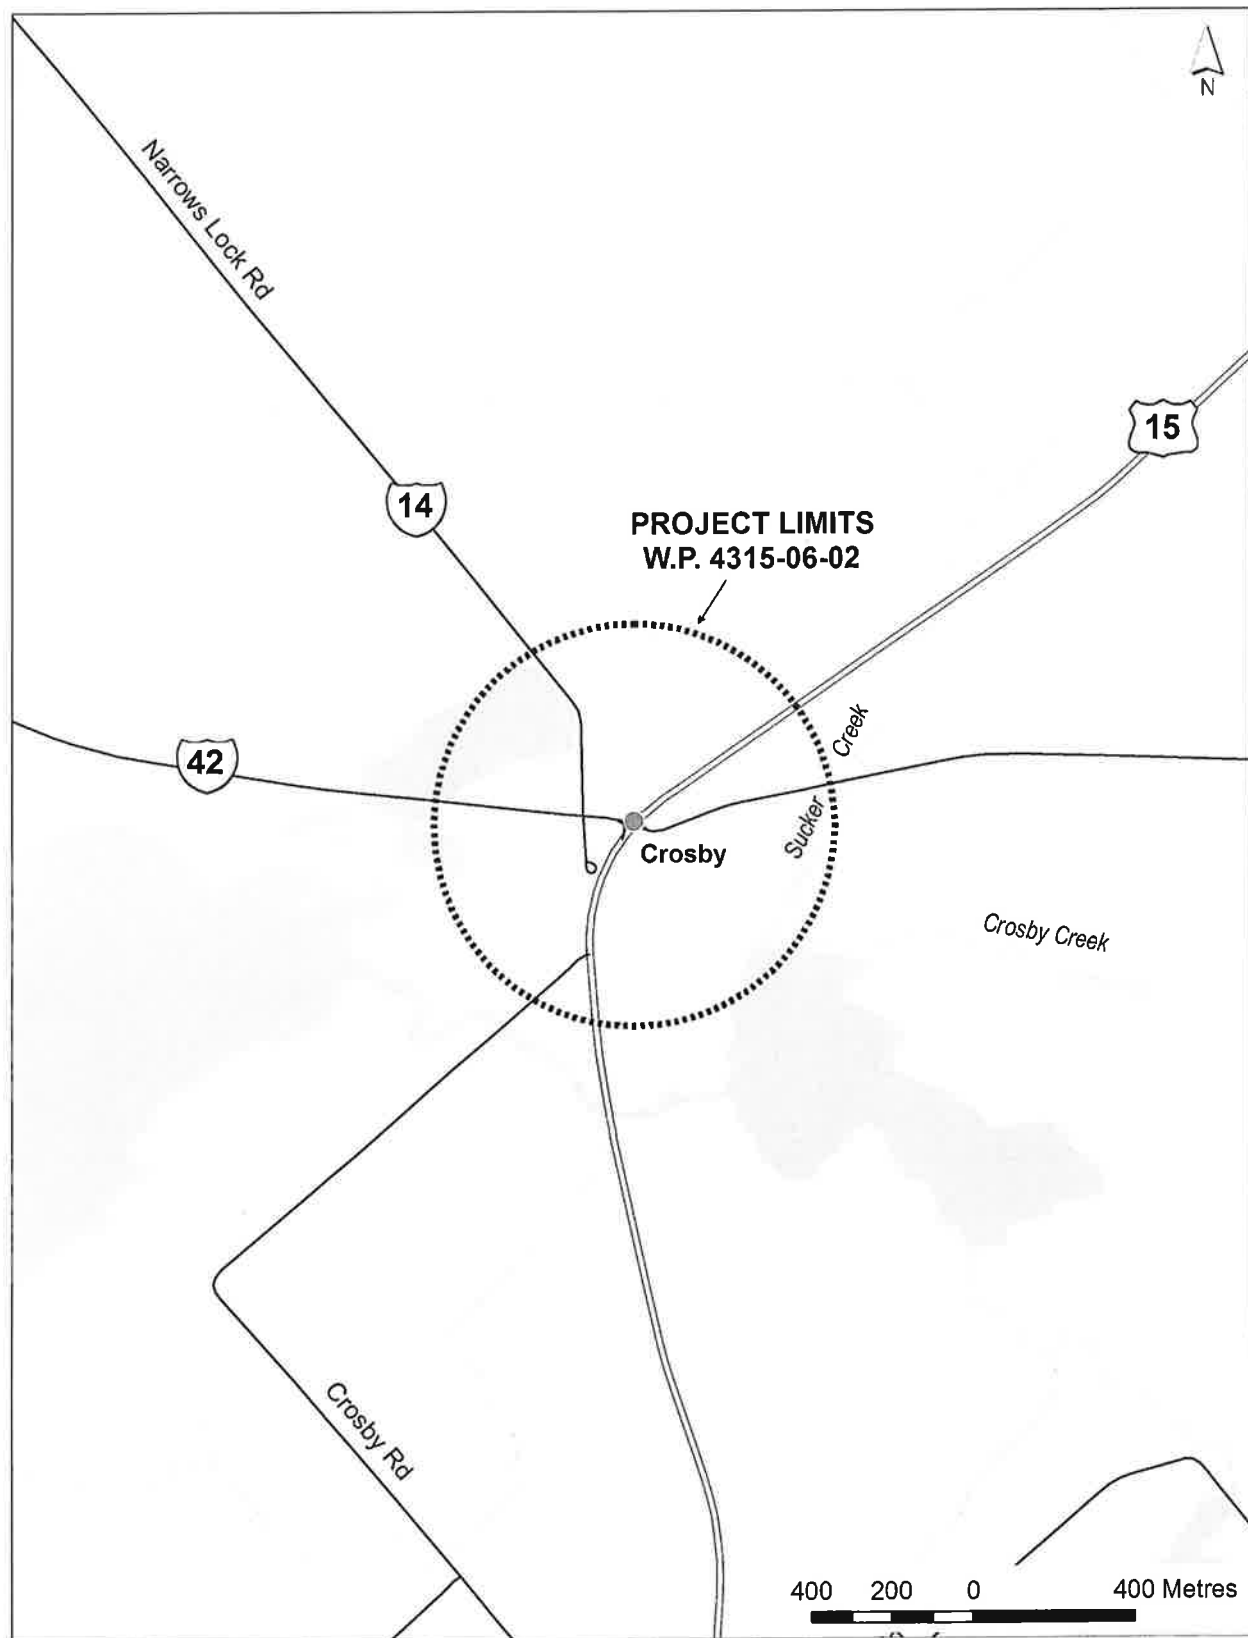 N
Narrows Lock Rd
15
14
PROJECT LIMITS
W.P. 4315-06-02
42
Sucker Creek
Crosby
Crosby Creek
Crosby Rd
400 200 0 400 Metres